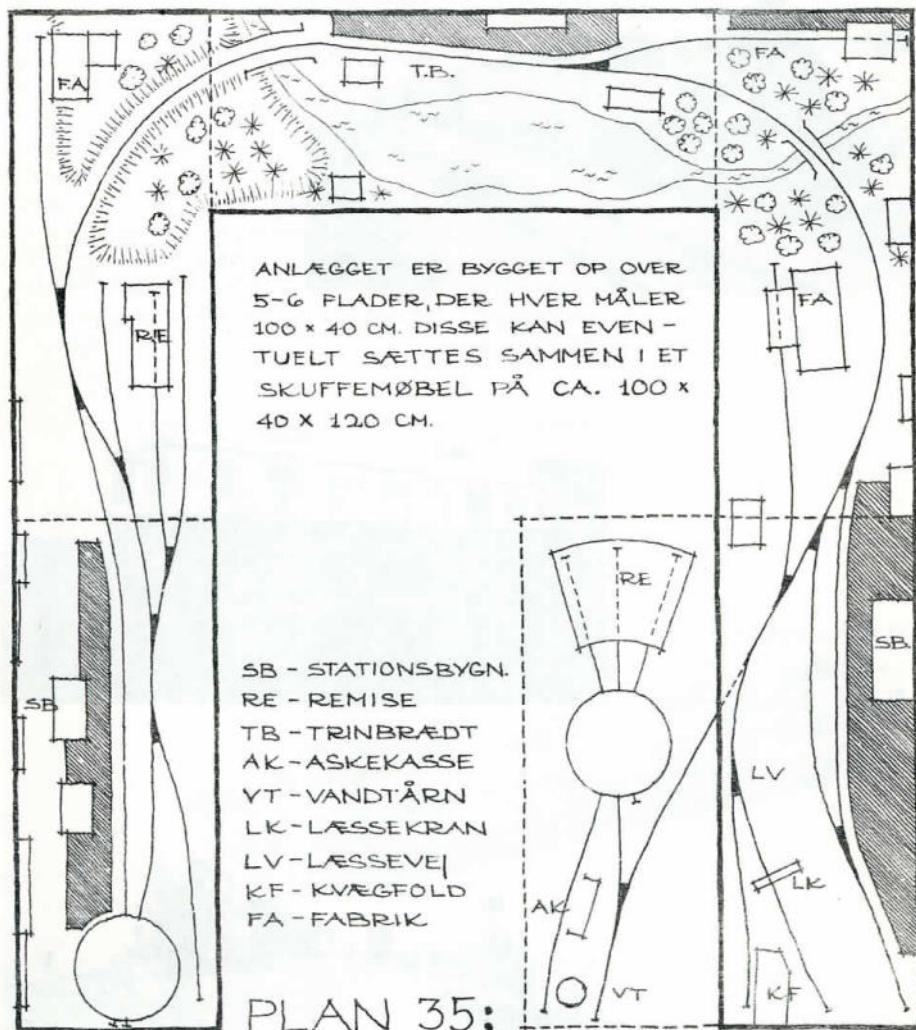 FA
T.B.
FA
RE
ANLÆGGET ER BYGGET OP OVER
5-6 FLADER, DER HVER MÅLER
100 × 40 CM. DISSE KAN EVEN-
TUELT SÆTTES SAMMEN I ET
SKUFFEMØBEL PÅ CA. 100 ×
40 × 120 CM.
FA
RE
SB
SB
SB - STATIONSBYGN.
RE - REMISE
TB - TRINBRÆDT
AK - ASKEKASSE
VT - VANDTÅRN
LK - LÆSSEKRAN
LV - LÆSSEVEJ
KF - KVÆGFOLD
FA - FABRIK
LV
LK
AK
VT
KF
PLAN 35: